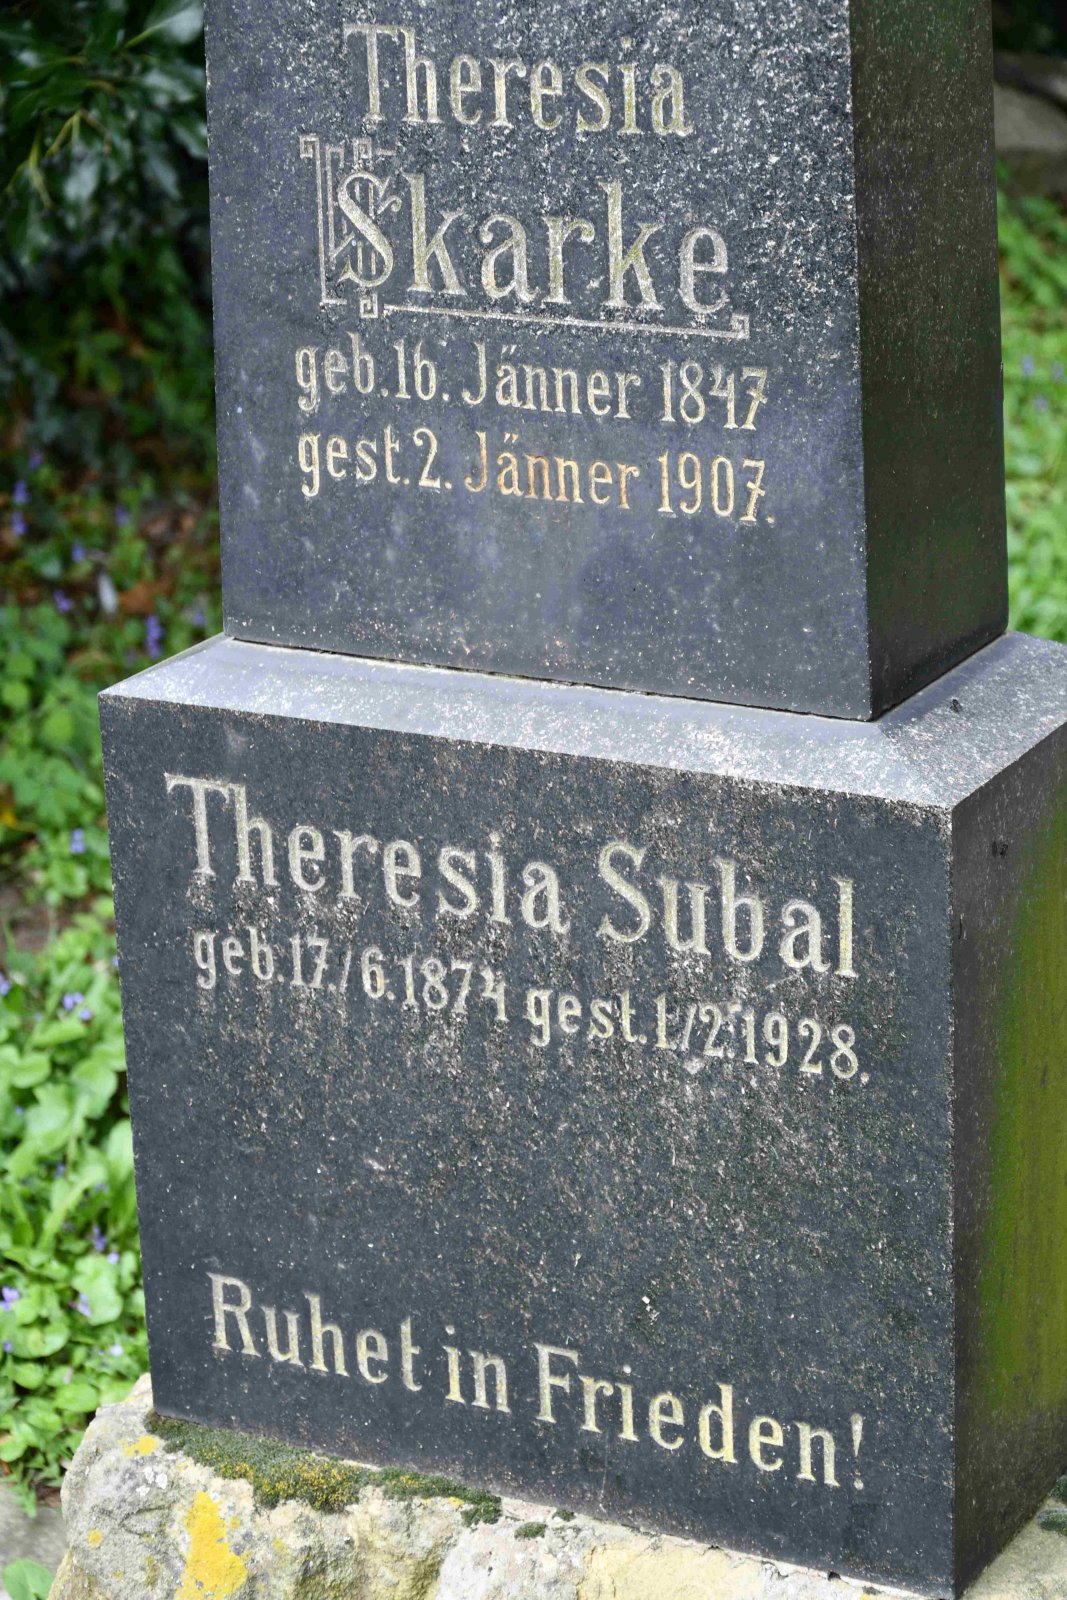 Theresia
Skarke
geb. 16. Jänner 1847
gest. 2. Jänner 1907.
Theresia Subal
geb. 17./6. 1874 gest. 1/2. 1928.
Ruhet in Frieden!